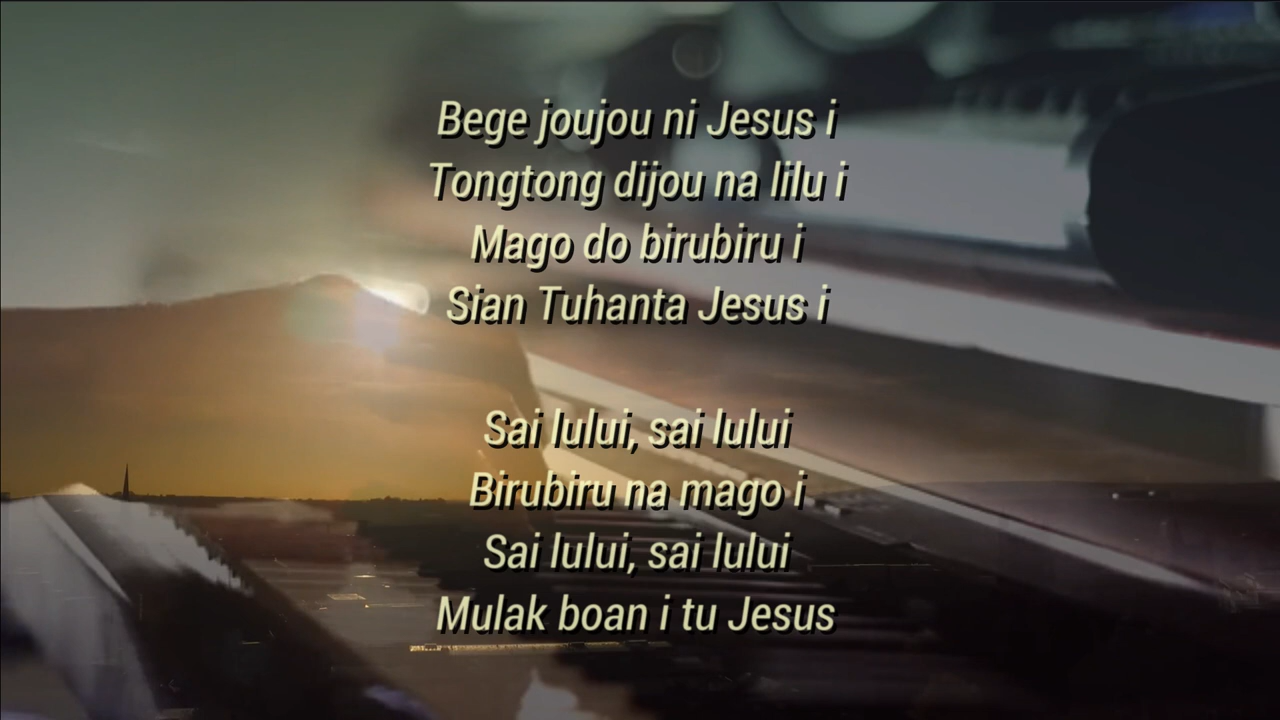 Bege joujou ni Jesus i
Tongtong dijou na lilu i
Mago do birubiru i
Sian Tuhanta Jesus i
Sai lului, sai lului
Birubiru na mago i
Sai lului, sai lului
Mulak boan i tu Jesus